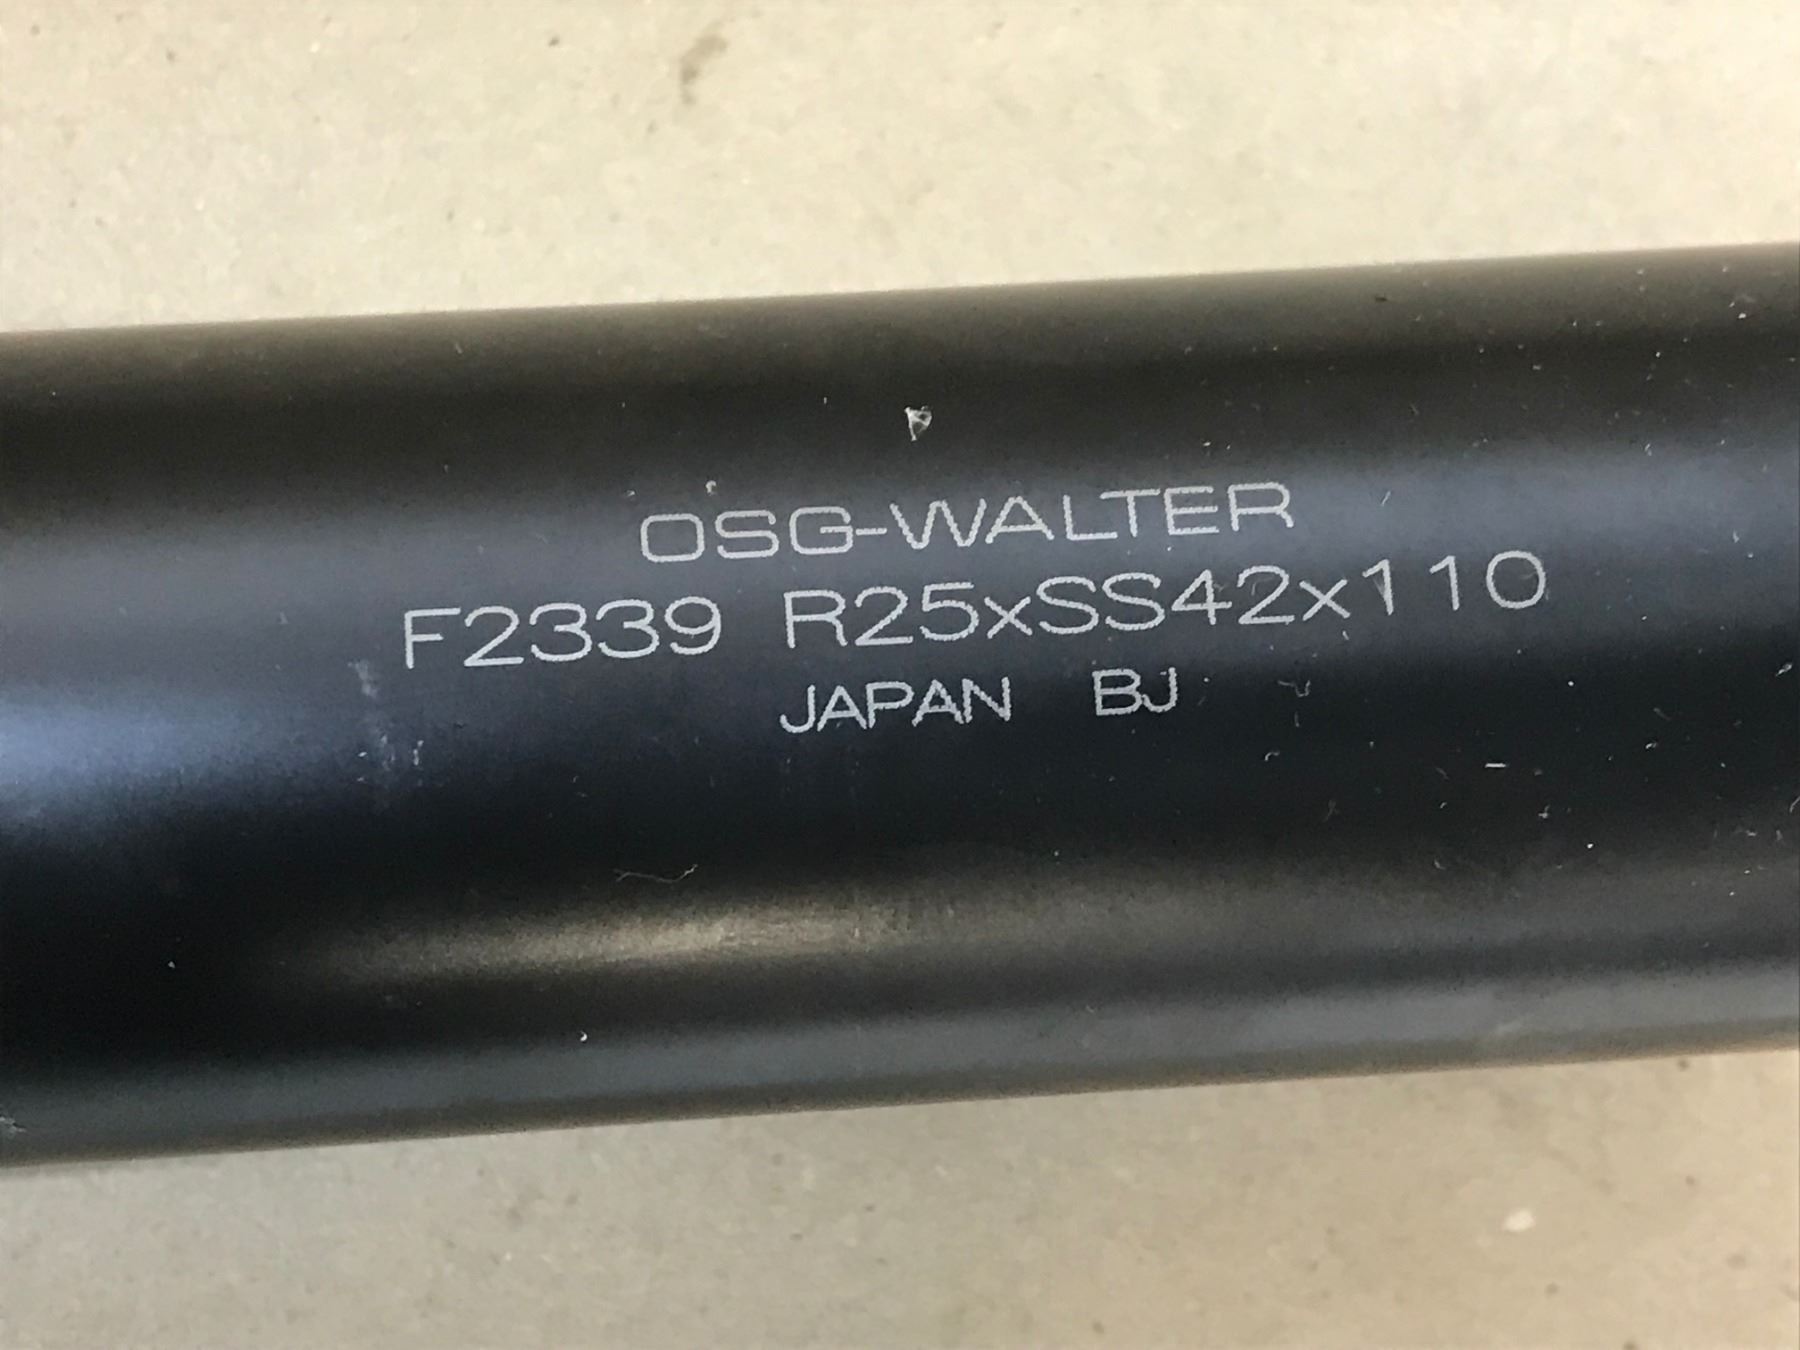 OSG-WALTER
F2339 R25xSS42x110
JAPAN BJ